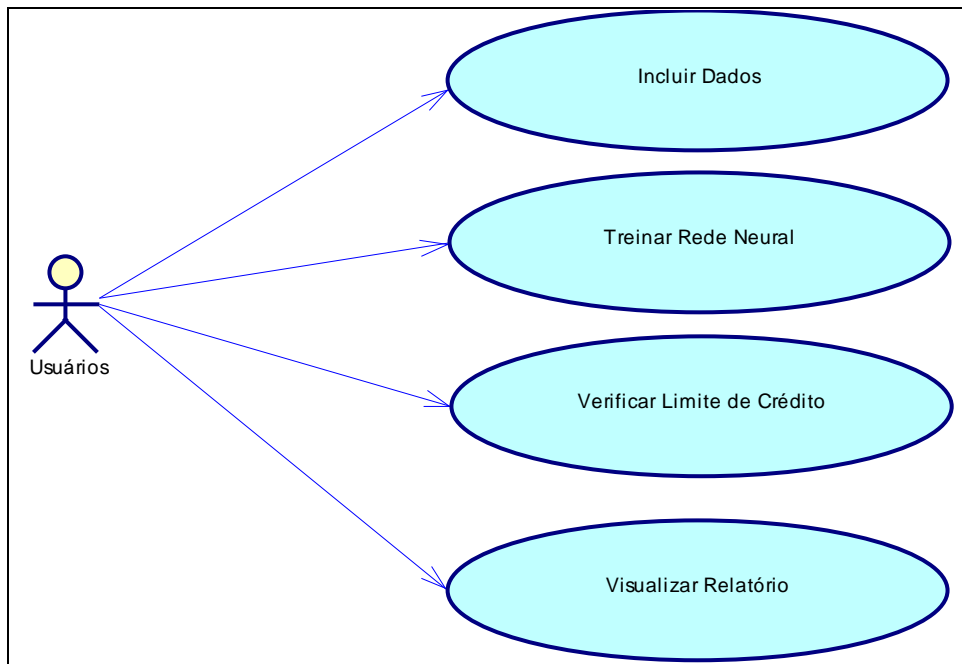 Incluir Dados
Treinar Rede Neural
Usuários
Verificar Limite de Crédito
Visualizar Relatório